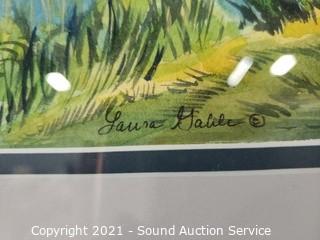 Laura Gable ©
Copyright 2021 - Sound Auction Service